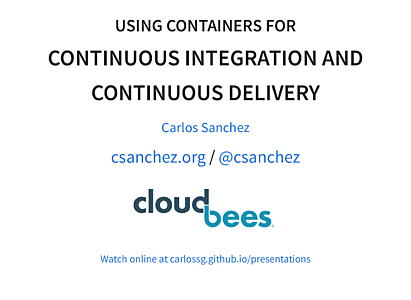 USING CONTAINERS FOR
CONTINUOUS INTEGRATION AND
CONTINUOUS DELIVERY
Carlos Sanchez
csanchez.org / @csanchez
cloudbees
Watch online at carlossg.github.io/presentations